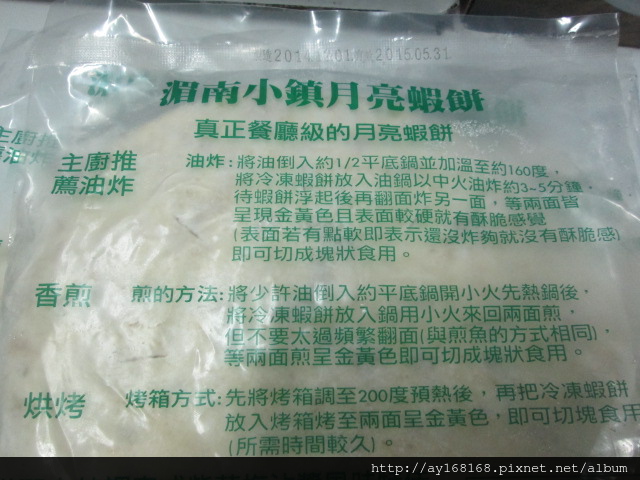 2014.12.01 2015.05.31
湄南小鎮月亮蝦餅
真正餐廳級的月亮蝦餅
主廚推
薦油炸
油炸:將油倒入約1/2平底鍋並加溫至約160度,
將冷凍蝦餅放入油鍋以中火油炸約3~5分鐘,
待蝦餅浮起後再翻面炸另一面,等兩面皆
呈現金黃色且表面較硬就有酥脆感覺
(表面若有點軟即表示還沒炸夠就沒有酥脆感)
即可切成塊狀食用。
香煎
煎的方法:將少許油倒入約平底鍋開小火先熱鍋後,
將冷凍蝦餅放入鍋用小火來回兩面煎,
但不要太過頻繁翻面(與煎魚的方式相同),
等兩面煎呈金黃色即可切成塊狀食用。
烘烤
烤箱方式:先將烤箱調至200度預熱後,再把冷凍蝦餅
放入烤箱烤至兩面呈金黃色,即可切塊食用
(所需時間較久)。
http://ay168168.pixnet.net/album